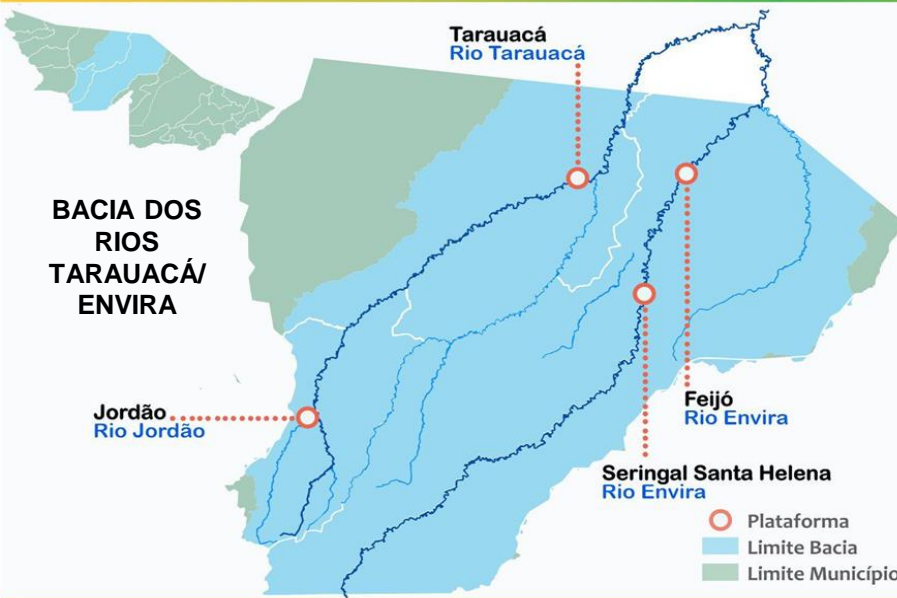 Tarauacá
Rio Tarauacá
BACIA DOS
RIOS
TARAUACÁ/
ENVIRA
Jordão
Rio Jordão
Feijó
Rio Envira
Seringal Santa Helena
Rio Envira
Plataforma
Limite Bacia
Limite Município